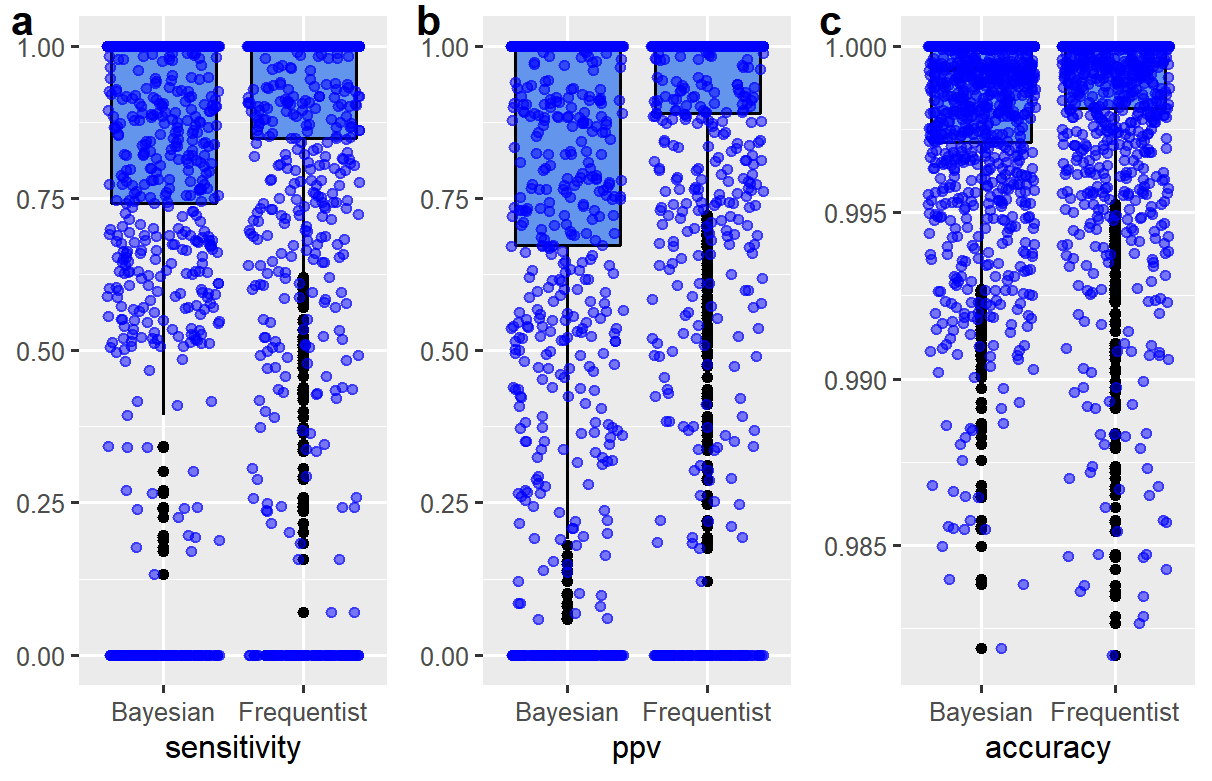 a
1.00
0.75
0.50
0.25
0.00
Bayesian Frequentist
sensitivity
b
1.00
0.75
0.50
0.25
0.00
Bayesian Frequentist
ppv
c
1.000
0.995
0.990
0.985
Bayesian Frequentist
accuracy